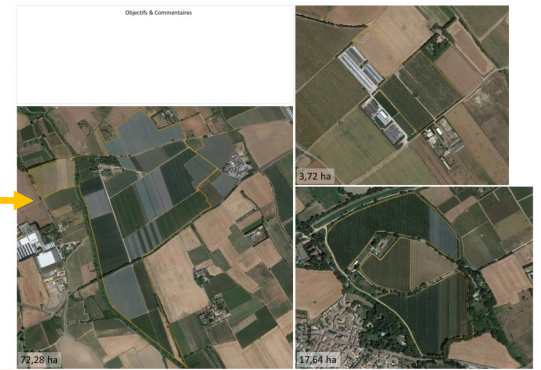 Objectifs & Commentaires
3,72 ha
72,28 ha
17,64 ha